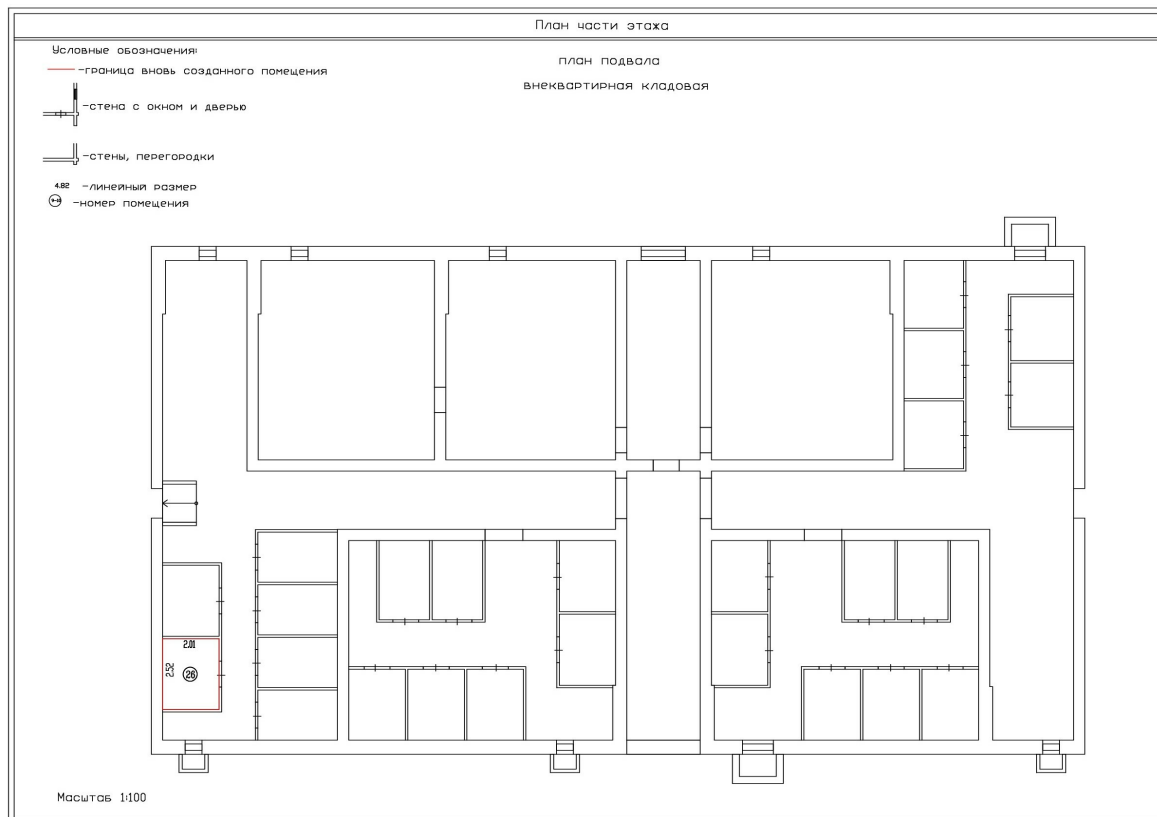 План части этажа
Условные обозначения:
-граница вновь созданного помещения
план подвала
внеквартирная кладовая
-стена с окном и дверью
-стены, перегородки
4.82 -линейный размер
-номер помещения
2.01
2.52
26
Масштаб 1:100